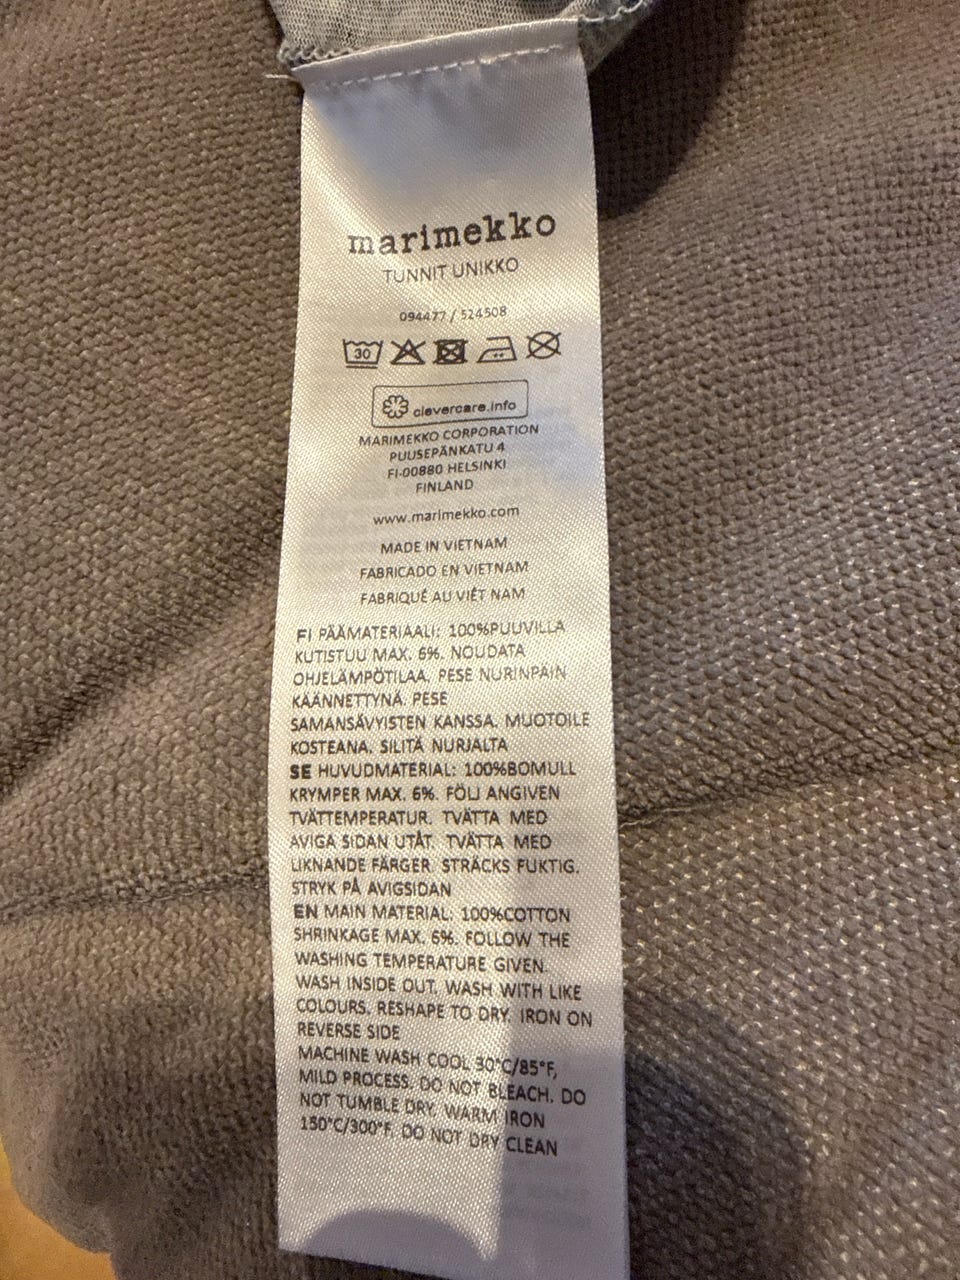 marimekko
TUNNIT UNIKKO
094477 / 524508
30
clevercare.info
MARIMEKKO CORPORATION
PUUSEPÄNKATU 4
FI-00880 HELSINKI
FINLAND
www.marimekko.com
MADE IN VIETNAM
FABRICADO EN VIETNAM
FABRIQUÉ AU VIÊT NAM
FI PÄÄMATERIAALI: 100%PUUVILLA
KUTISTUU MAX. 6%. NOUDATA
OHJELÄMPÖTILAA. PESE NURINPÄIN
KÄÄNNETTYNÄ. PESE
SAMANSÄVYISTEN KANSSA. MUOTOILE
KOSTEANA. SILITÄ NURJALTA
SE HUVUDMATERIAL: 100%BOMULL
KRYMPER MAX. 6%. FÖLJ ANGIVEN
TVÄTTEMPERATUR. TVÄTTA MED
AVIGA SIDAN UTÅT. TVÄTTA MED
LIKNANDE FÄRGER. STRÄCKS FUKTIG.
STRYK PÅ AVIGSIDAN
EN MAIN MATERIAL: 100%COTTON
SHRINKAGE MAX. 6%. FOLLOW THE
WASHING TEMPERATURE GIVEN.
WASH INSIDE OUT. WASH WITH LIKE
COLOURS. RESHAPE TO DRY. IRON ON
REVERSE SIDE
MACHINE WASH COOL 30°C/85°F,
MILD PROCESS. DO NOT BLEACH. DO
NOT TUMBLE DRY. WARM IRON
150°C/300°F. DO NOT DRY CLEAN